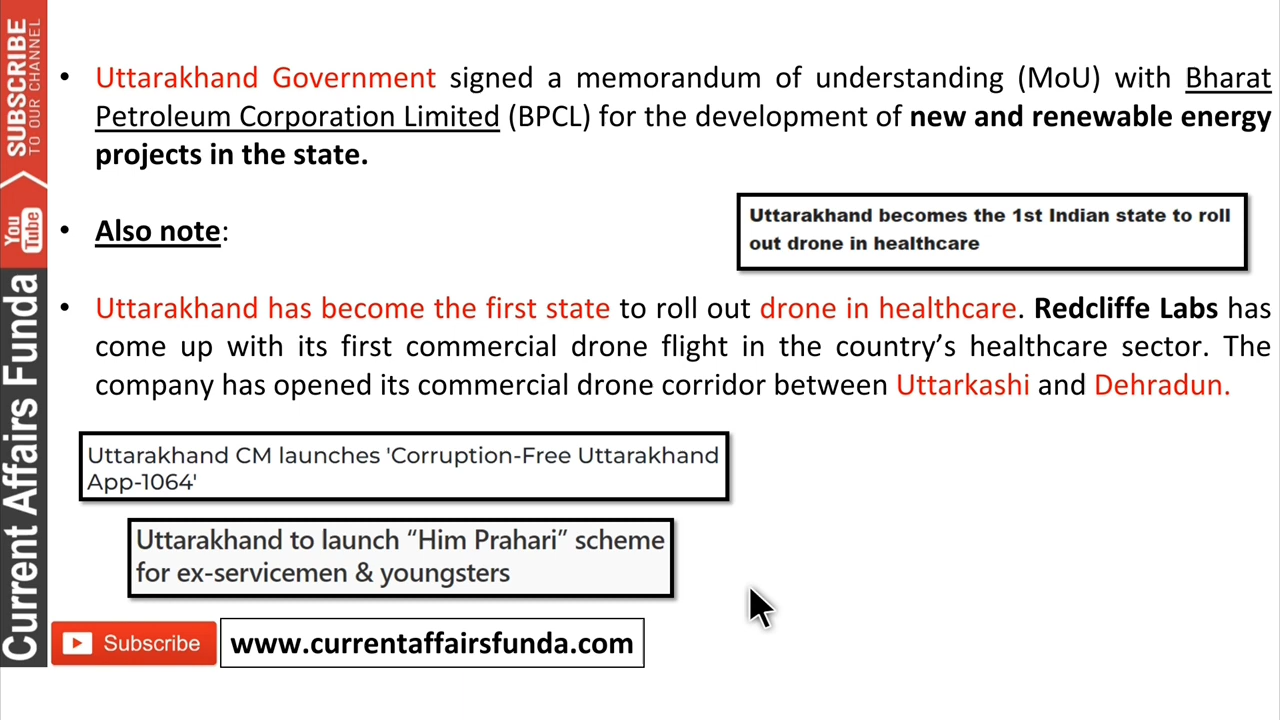 SUBSCRIBE
TO OUR CHANNEL
You
Tube
Current Affairs Funda
• Uttarakhand Government signed a memorandum of understanding (MoU) with Bharat
Petroleum Corporation Limited (BPCL) for the development of new and renewable energy
projects in the state.
• Also note:
Uttarakhand becomes the 1st Indian state to roll
out drone in healthcare
• Uttarakhand has become the first state to roll out drone in healthcare. Redcliffe Labs has
come up with its first commercial drone flight in the country’s healthcare sector. The
company has opened its commercial drone corridor between Uttarkashi and Dehradun.
Uttarakhand CM launches 'Corruption-Free Uttarakhand
App-1064'
Uttarakhand to launch “Him Prahari” scheme
for ex-servicemen & youngsters
Subscribe
www.currentaffairsfunda.com